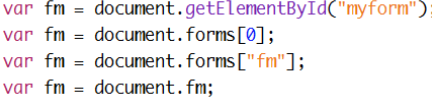 var fm = document.getElementById("myform");
var fm = document.forms[0];
var fm = document.forms["fm"];
var fm = document.fm;